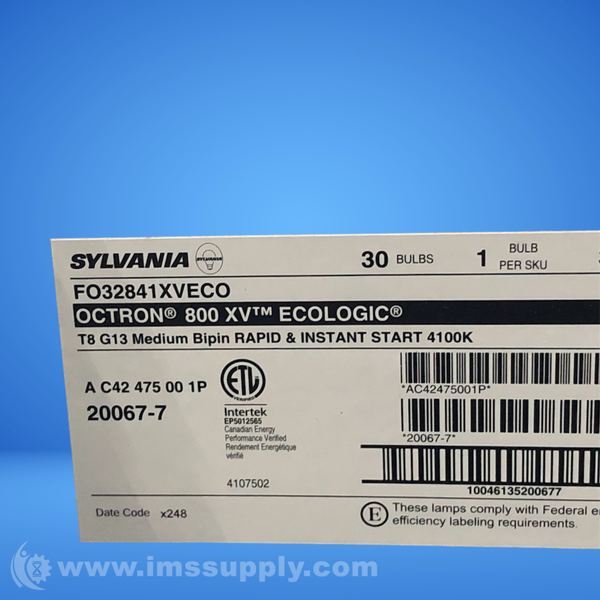 SYLVANIA 30 BULBS 1 BULB PER SKU
FO32841XVECO
OCTRON® 800 XV™ ECOLOGIC®
T8 G13 Medium Bipin RAPID & INSTANT START 4100K
A C42 475 00 1P
20067-7
ETL
Intertek
EP5012565
Canadian Energy
Performance Verified
Rendement Energétique
vérifié
4107502
*AC42475001P*
*20067-7*
10046135200677
Date Code x248
E These lamps comply with Federal
efficiency labeling requirements.
www.imssupply.com